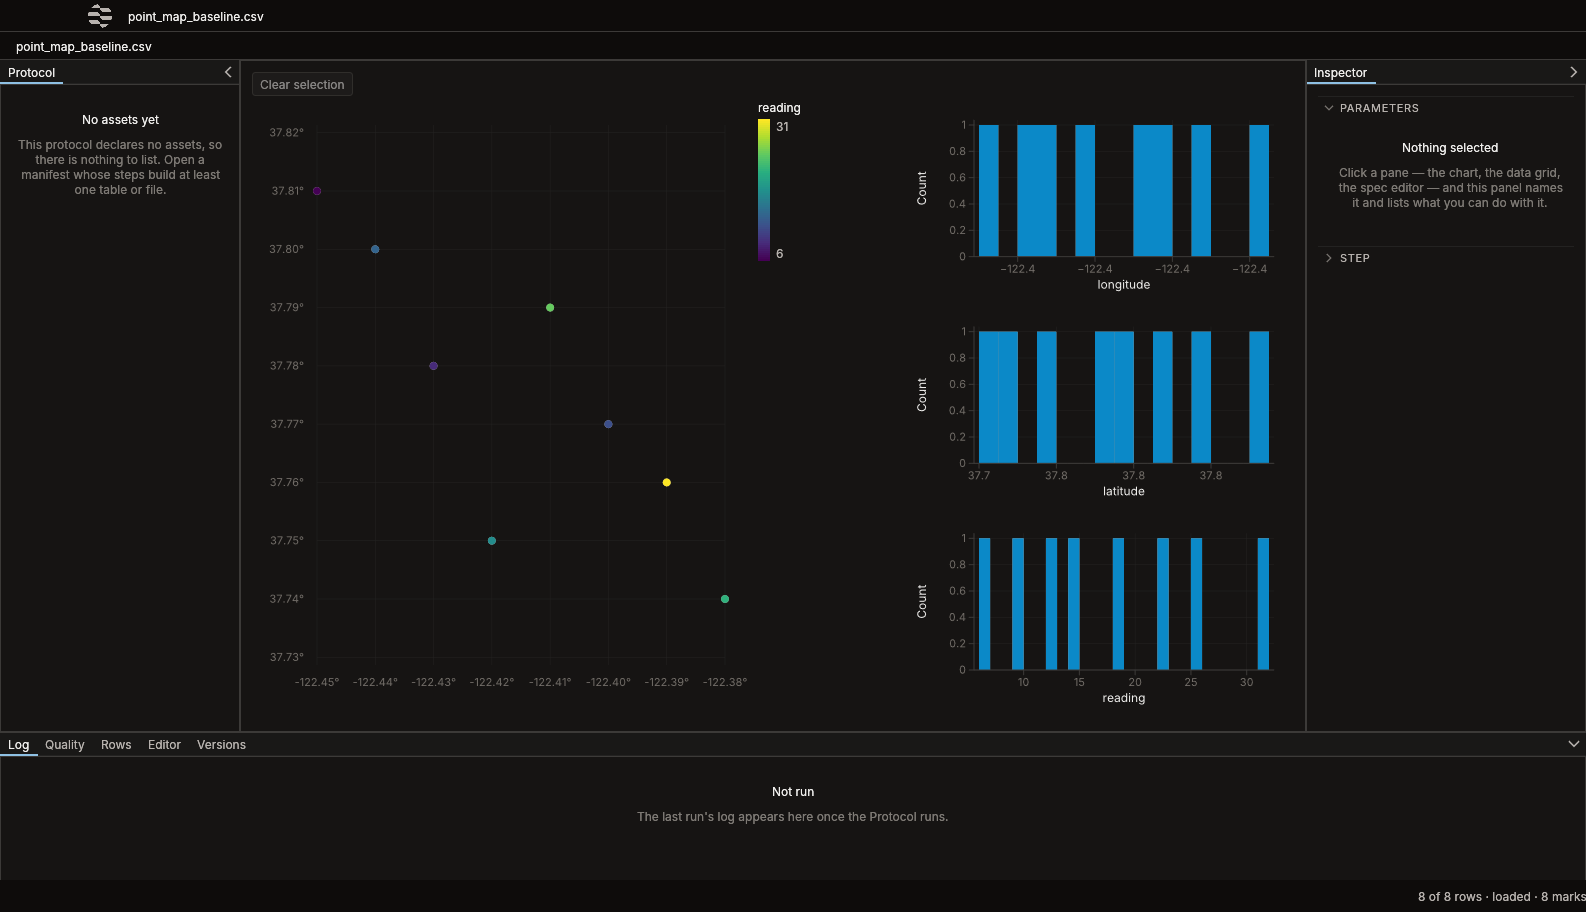 point_map_baseline.csv
point_map_baseline.csv
Protocol
No assets yet
This protocol declares no assets, so
there is nothing to list. Open a
manifest whose steps build at least
one table or file.
Clear selection
37.82°
37.81°
37.80°
37.79°
37.78°
37.77°
37.76°
37.75°
37.74°
37.73°
-122.45° -122.44° -122.43° -122.42° -122.41° -122.40° -122.39° -122.38°
reading
31
6
Count
1
0.8
0.6
0.4
0.2
0
−122.4 −122.4 −122.4 −122.4
longitude
Count
1
0.8
0.6
0.4
0.2
0
37.7 37.8 37.8 37.8
latitude
Count
1
0.8
0.6
0.4
0.2
0
10 15 20 25 30
reading
Inspector
PARAMETERS
Nothing selected
Click a pane — the chart, the data grid,
the spec editor — and this panel names
it and lists what you can do with it.
STEP
Log Quality Rows Editor Versions
Not run
The last run's log appears here once the Protocol runs.
8 of 8 rows · loaded · 8 marks